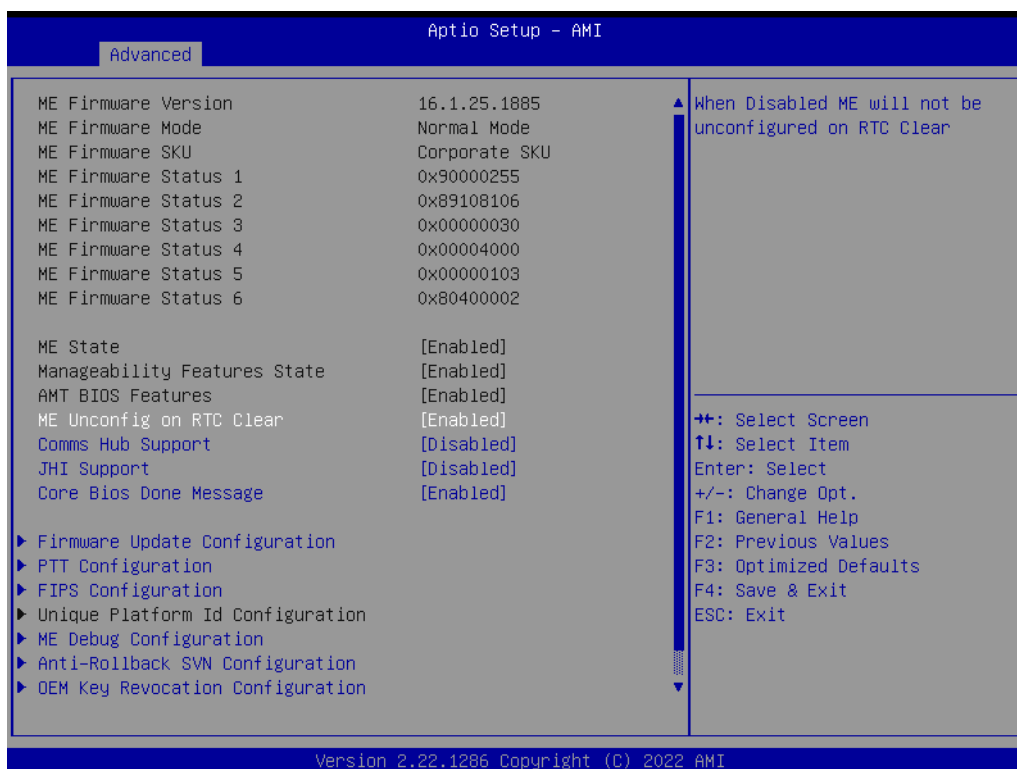 Aptio Setup – AMI
Advanced
ME Firmware Version 16.1.25.1885
ME Firmware Mode Normal Mode
ME Firmware SKU Corporate SKU
ME Firmware Status 1 0x90000255
ME Firmware Status 2 0x89108106
ME Firmware Status 3 0x00000030
ME Firmware Status 4 0x00004000
ME Firmware Status 5 0x00000103
ME Firmware Status 6 0x80400002
ME State [Enabled]
Manageability Features State [Enabled]
AMT BIOS Features [Enabled]
ME Unconfig on RTC Clear [Enabled]
Comms Hub Support [Disabled]
JHI Support [Disabled]
Core Bios Done Message [Enabled]
Firmware Update Configuration
PTT Configuration
FIPS Configuration
Unique Platform Id Configuration
ME Debug Configuration
Anti-Rollback SVN Configuration
OEM Key Revocation Configuration
When Disabled ME will not be
unconfigured on RTC Clear
→←: Select Screen
↑↓: Select Item
Enter: Select
+/-: Change Opt.
F1: General Help
F2: Previous Values
F3: Optimized Defaults
F4: Save & Exit
ESC: Exit
Version 2.22.1286 Copyright (C) 2022 AMI